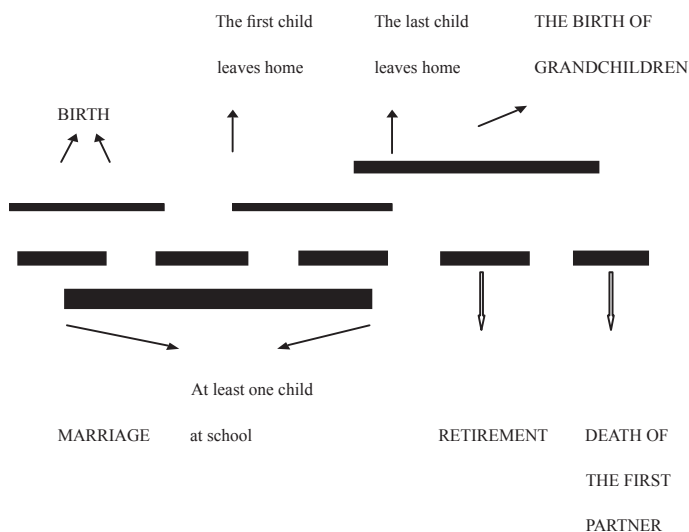 The first child
leaves home
The last child
leaves home
THE BIRTH OF
GRANDCHILDREN
BIRTH
At least one child
at school
MARRIAGE
RETIREMENT
DEATH OF
THE FIRST
PARTNER